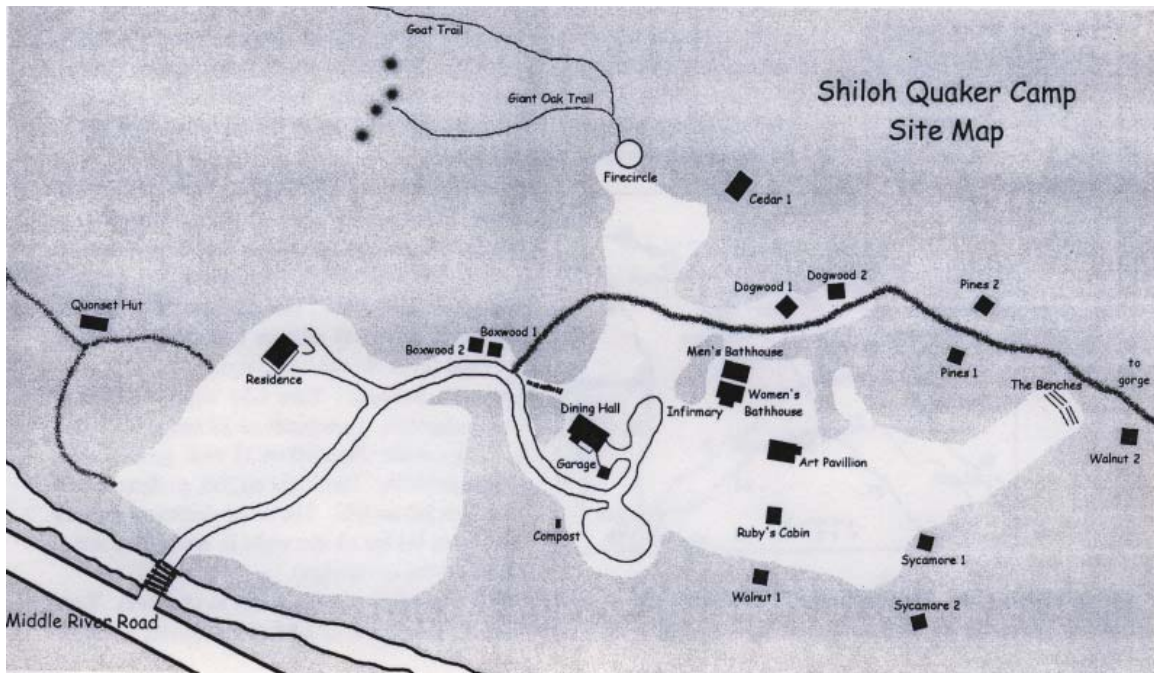 Goat Trail
Shiloh Quaker Camp
Site Map
Giant Oak Trail
Firecircle
Cedar 1
Dogwood 1
Dogwood 2
Pines 2
Quonset Hut
Boxwood 1
Boxwood 2
Men's Bathhouse
Residence
Pines 1
to
gorge
The Benches
Women's
Bathhouse
Infirmary
Dining Hall
Walnut 2
Garage
Art Pavillion
Compost
Ruby's Cabin
Sycamore 1
Walnut 1
Sycamore 2
Middle River Road